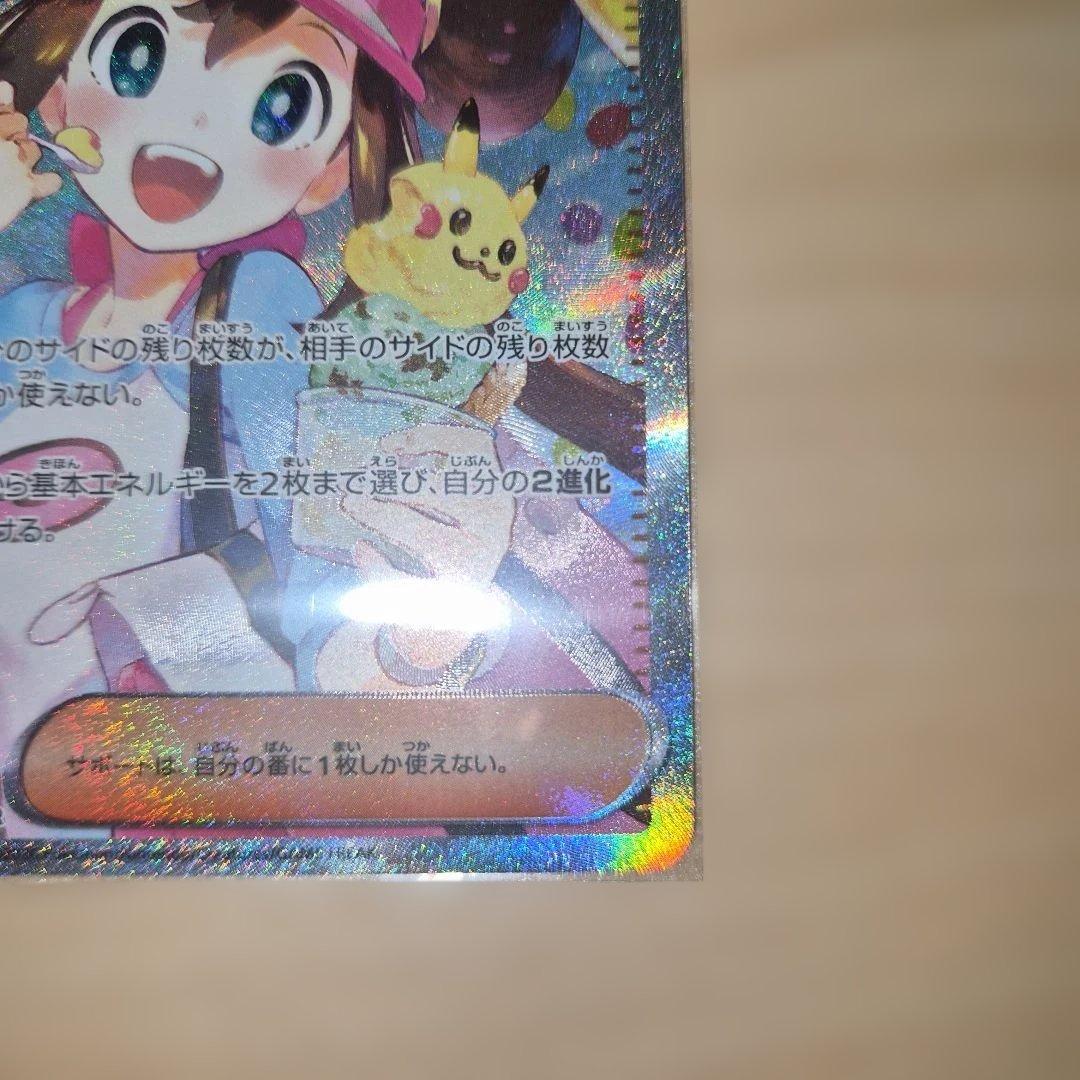 のサイドの残り枚数が、相手のサイドの残り枚数
か使えない。
ら基本エネルギーを2枚まで選び、自分の2進化
ける。
サポートは、自分の番に1枚しか使えない。